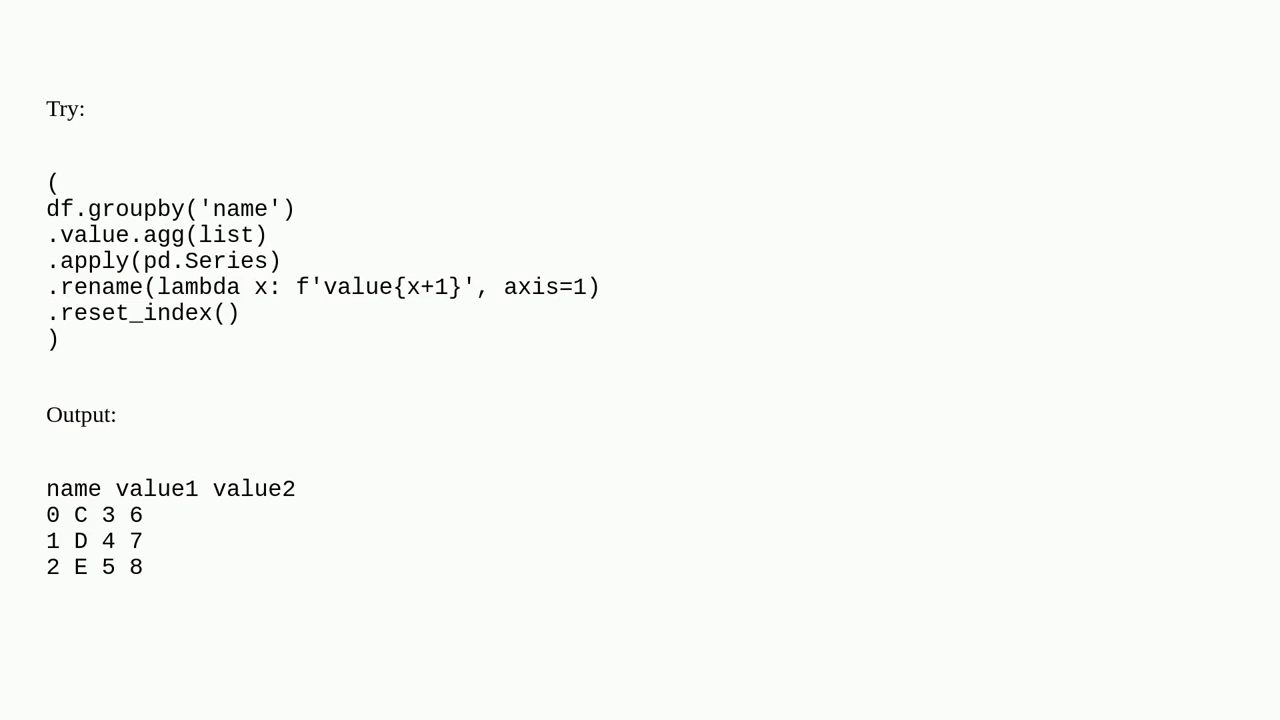 Try:
(
df.groupby('name')
.value.agg(list)
.apply(pd.Series)
.rename(lambda x: f'value{x+1}', axis=1)
.reset_index()
)
Output:
name value1 value2
0 C 3 6
1 D 4 7
2 E 5 8